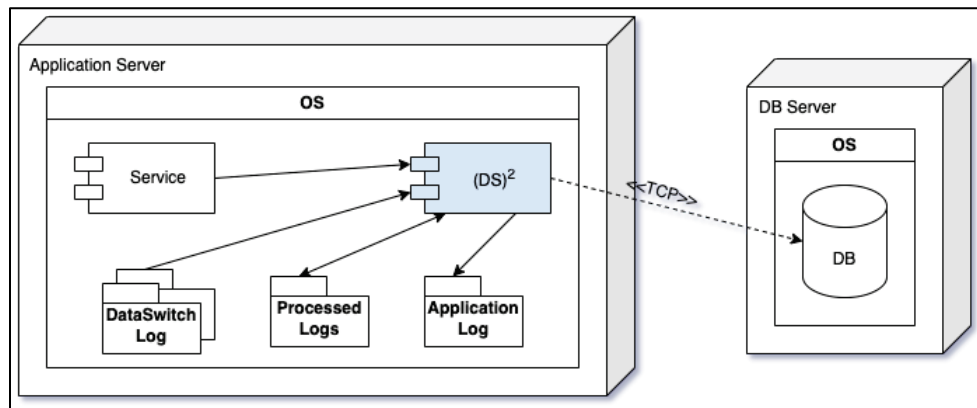 Application Server
OS
Service
(DS)²
DataSwitch
Log
Processed
Logs
Application
Log
<<TCP>>
DB Server
OS
DB